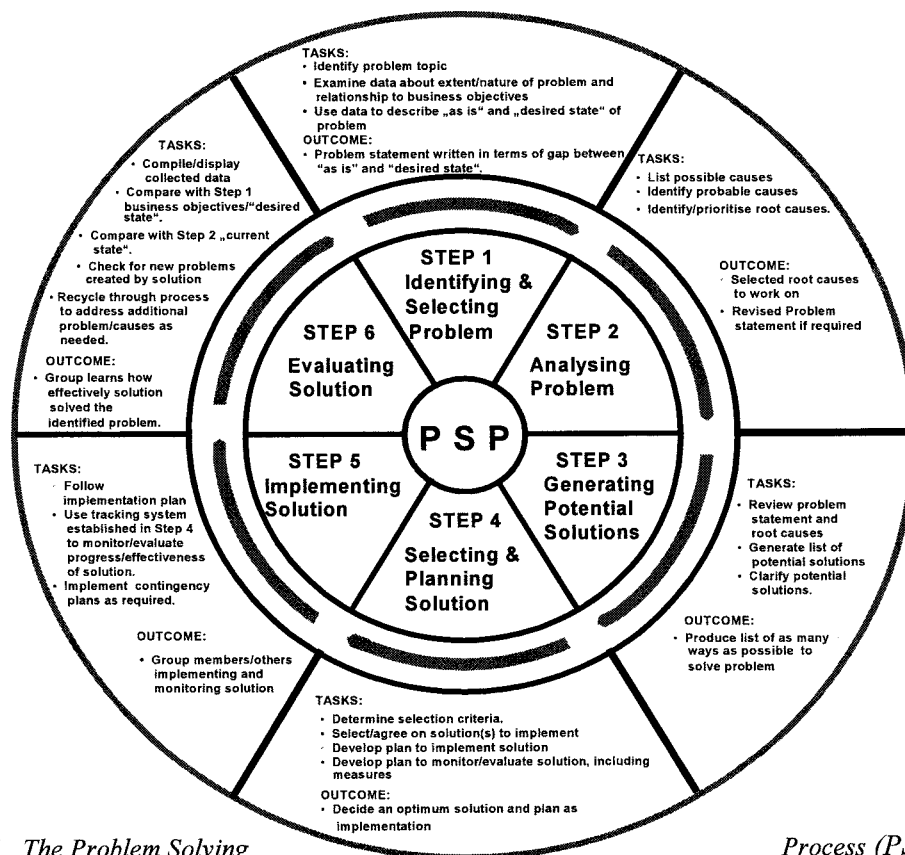 TASKS:
• Identify problem topic
• Examine data about extent/nature of problem and
relationship to business objectives
• Use data to describe „as is“ and „desired state“ of
problem
OUTCOME:
• Problem statement written in terms of gap between
“as is” and “desired state“.
TASKS:
• List possible causes
• Identify probable causes
• Identify/prioritise root causes.
OUTCOME:
• Selected root causes
to work on
• Revised Problem
statement if required
TASKS:
• Review problem
statement and
root causes
• Generate list of
potential solutions
• Clarify potential
solutions.
OUTCOME:
• Produce list of as many
ways as possible to
solve problem
TASKS:
• Determine selection criteria.
• Select/agree on solution(s) to implement
• Develop plan to implement solution
• Develop plan to monitor/evaluate solution, including
measures
OUTCOME:
• Decide an optimum solution and plan as
implementation
TASKS:
• Follow
implementation plan
• Use tracking system
established in Step 4
to monitor/evaluate
progress/effectiveness
of solution.
• Implement contingency
plans as required.
OUTCOME:
• Group members/others
implementing and
monitoring solution
TASKS:
• Compile/display
collected data
• Compare with Step 1
business objectives/“desired
state“.
• Compare with Step 2 „current
state“.
• Check for new problems
created by solution
• Recycle through process
to address additional
problem/causes as
needed.
OUTCOME:
• Group learns how
effectively solution
solved the
identified problem.
STEP 1
Identifying &
Selecting
Problem
STEP 2
Analysing
Problem
STEP 3
Generating
Potential
Solutions
STEP 4
Selecting &
Planning
Solution
STEP 5
Implementing
Solution
STEP 6
Evaluating
Solution
P S P
The Problem Solving Process (PS